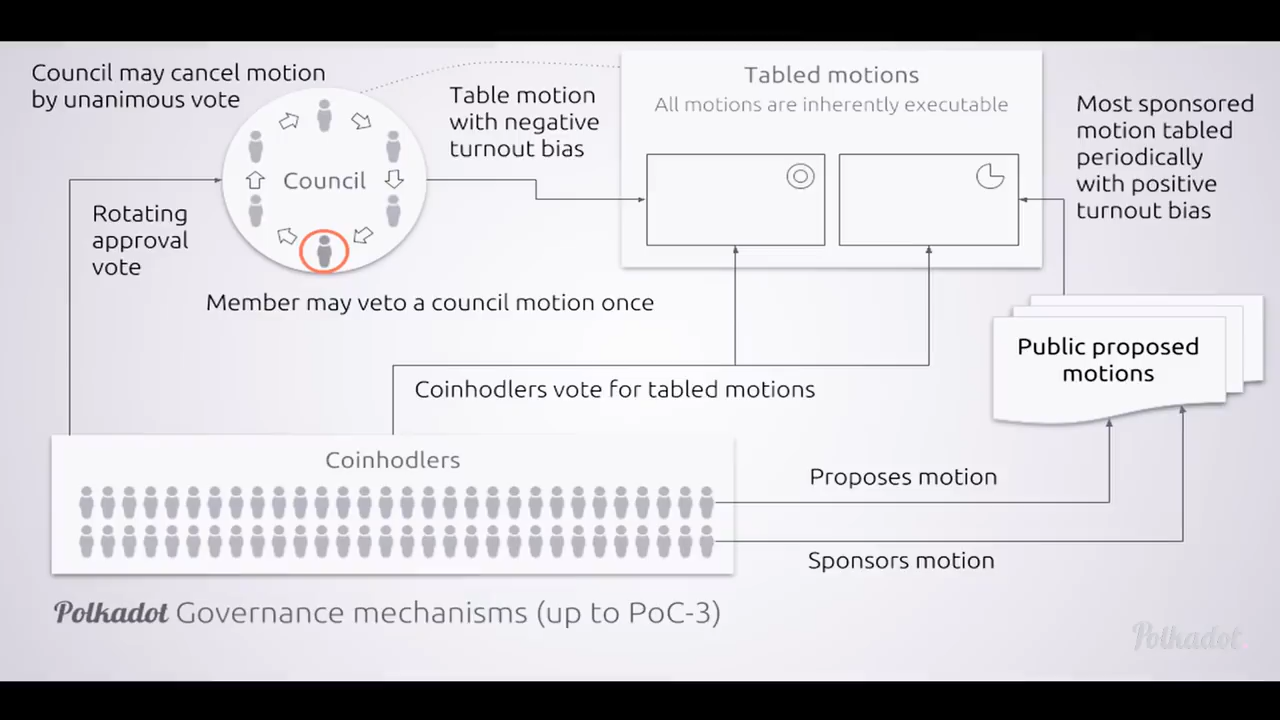 Council may cancel motion
by unanimous vote
Council
Rotating
approval
vote
Member may veto a council motion once
Table motion
with negative
turnout bias
Tabled motions
All motions are inherently executable
Most sponsored
motion tabled
periodically
with positive
turnout bias
Public proposed
motions
Coinhodlers vote for tabled motions
Coinhodlers
Proposes motion
Sponsors motion
Polkadot Governance mechanisms (up to PoC-3)
Polkadot.